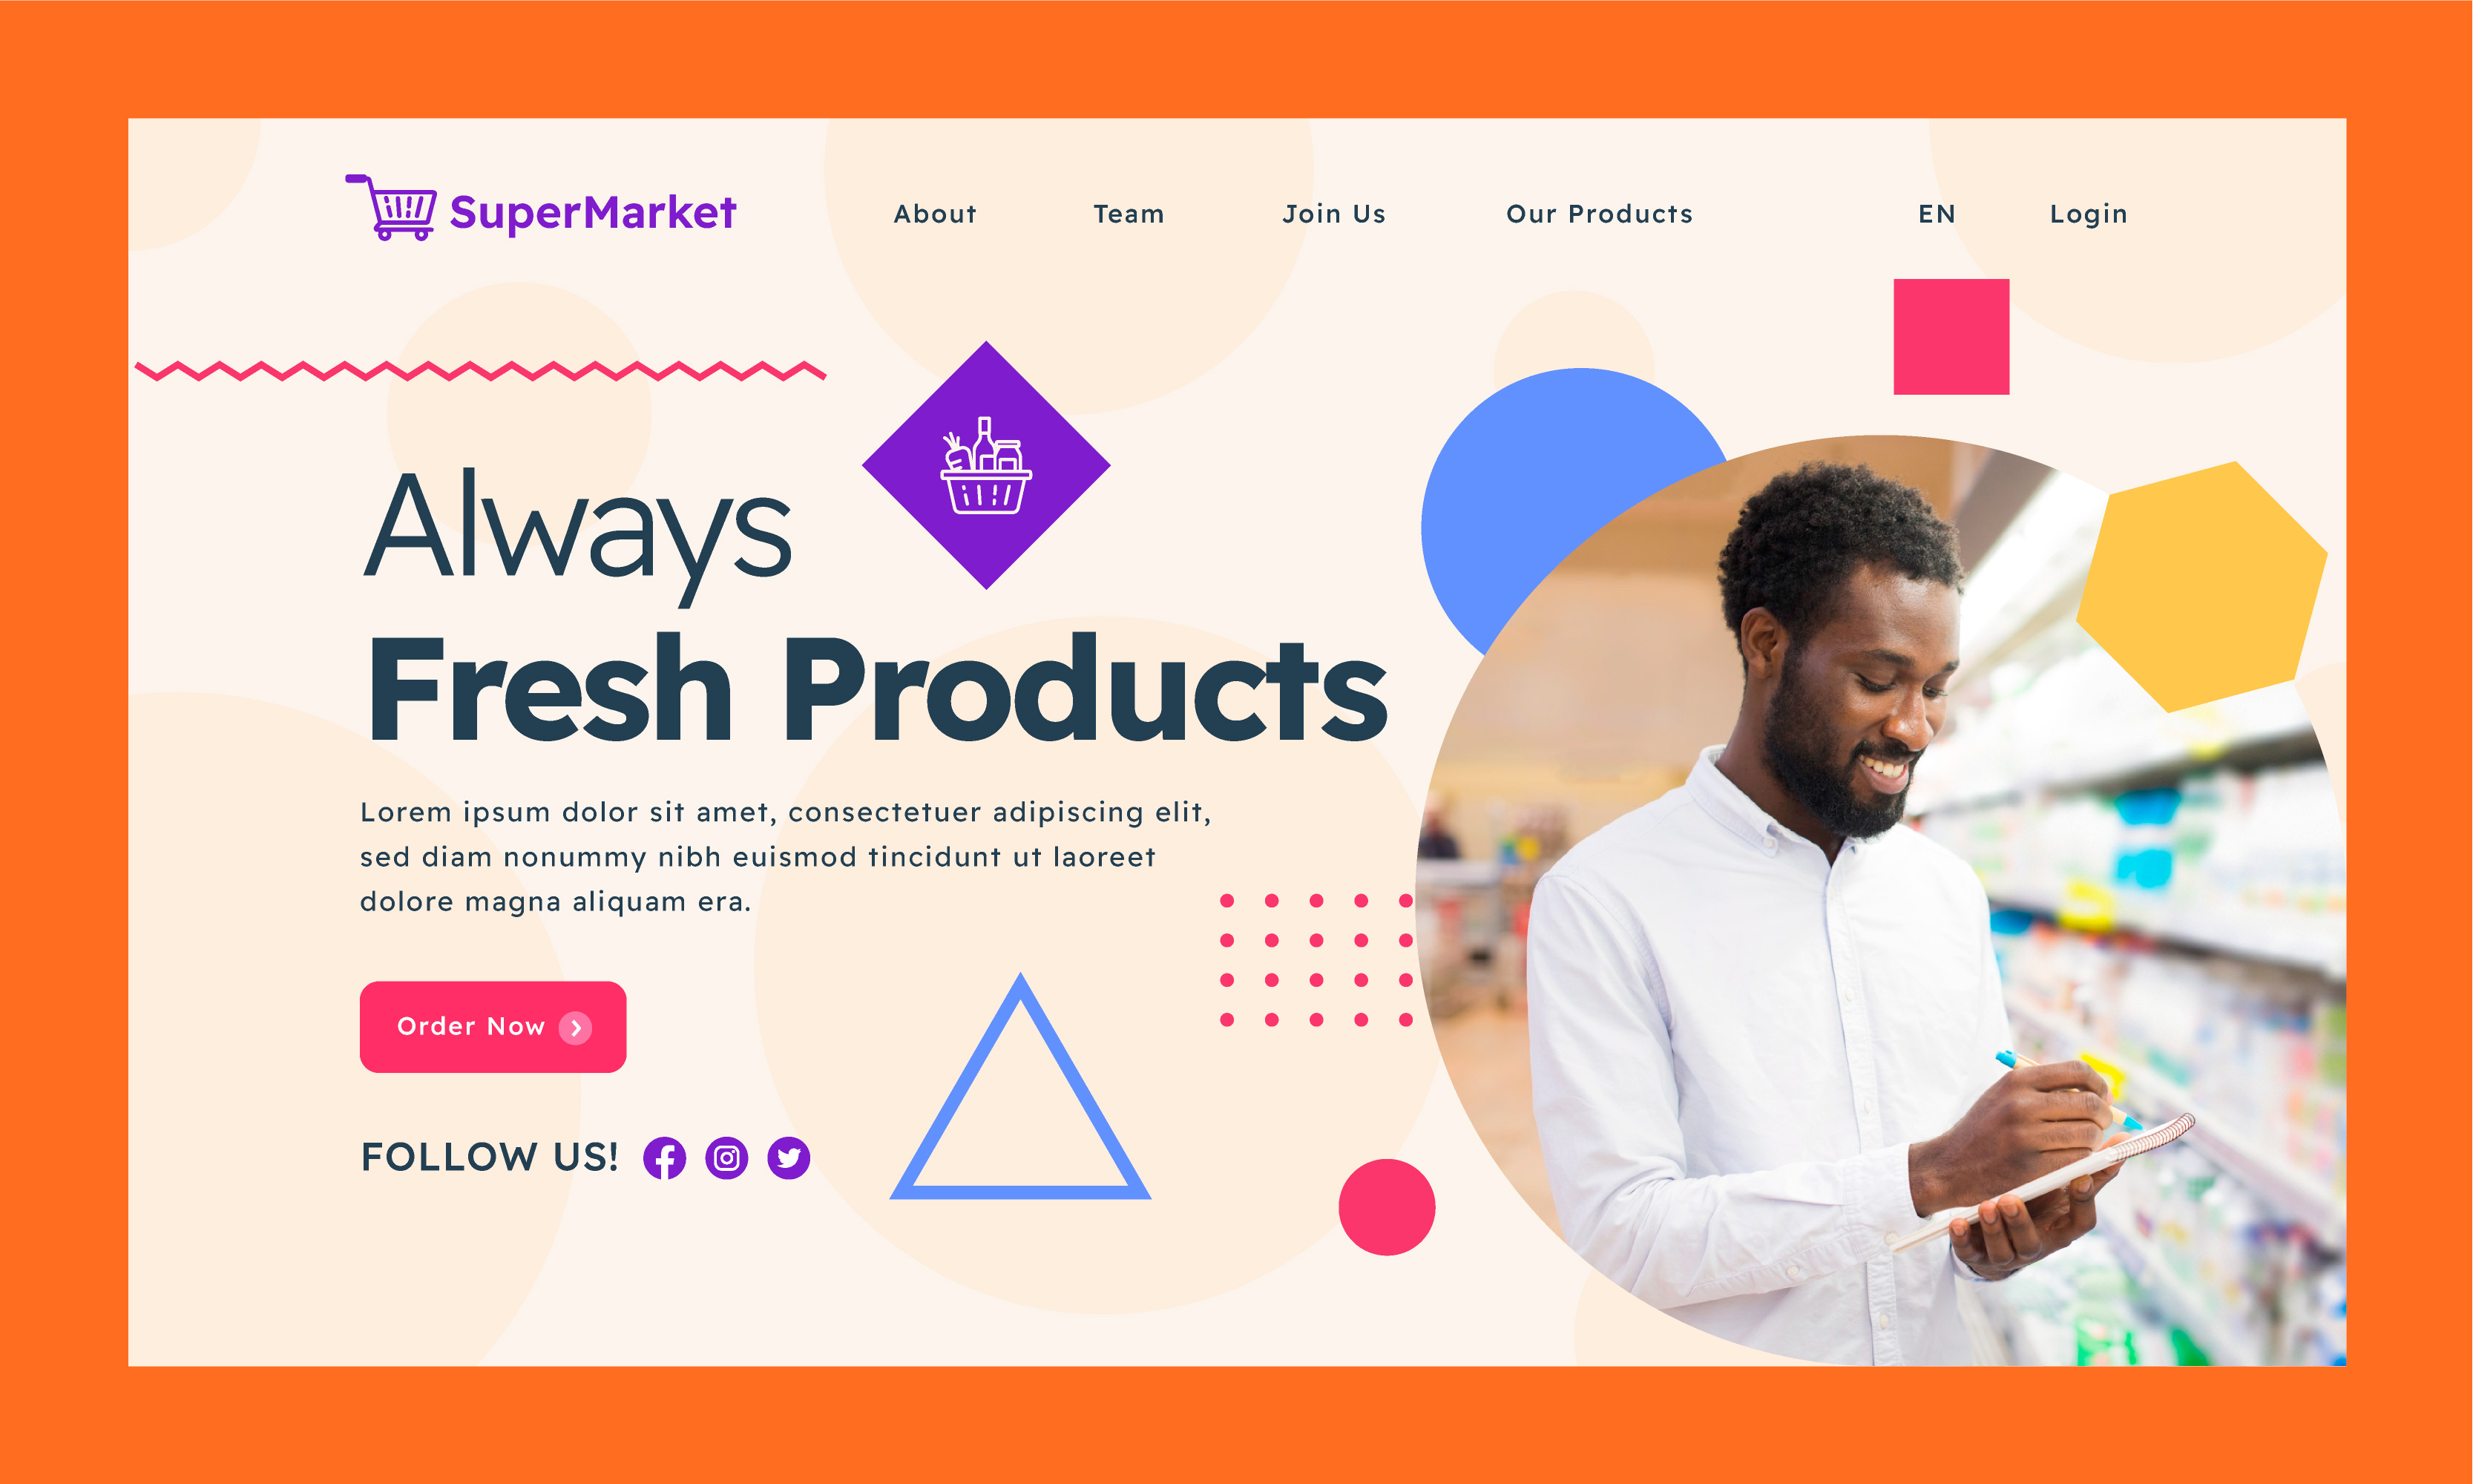 SuperMarket
About
Team
Join Us
Our Products
EN
Login
Always
Fresh Products
Lorem ipsum dolor sit amet, consectetuer adipiscing elit,
sed diam nonummy nibh euismod tincidunt ut laoreet
dolore magna aliquam era.
Order Now
FOLLOW US!